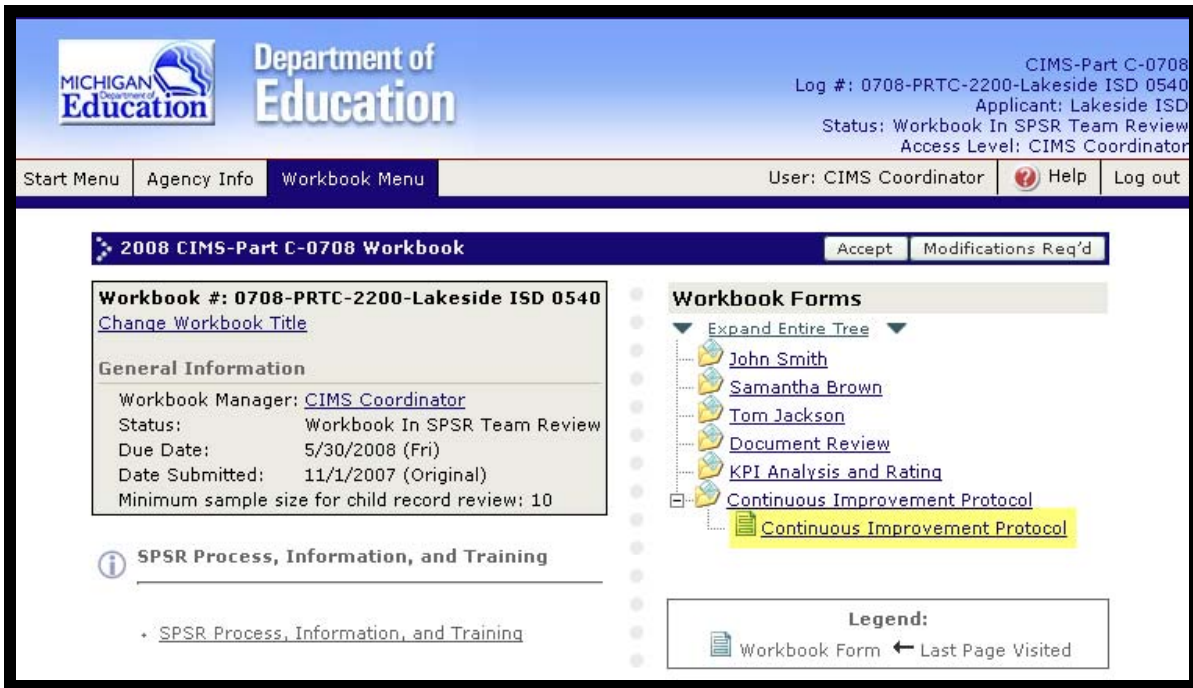 MICHIGAN
Department of
Education
Department of
Education
CIMS-Part C-0708
Log #: 0708-PRTC-2200-Lakeside ISD 0540
Applicant: Lakeside ISD
Status: Workbook In SPSR Team Review
Access Level: CIMS Coordinator
Start Menu Agency Info Workbook Menu User: CIMS Coordinator Help Log out
2008 CIMS-Part C-0708 Workbook Accept Modifications Req'd
Workbook #: 0708-PRTC-2200-Lakeside ISD 0540
Change Workbook Title
General Information
Workbook Manager: CIMS Coordinator
Status: Workbook In SPSR Team Review
Due Date: 5/30/2008 (Fri)
Date Submitted: 11/1/2007 (Original)
Minimum sample size for child record review: 10
SPSR Process, Information, and Training
• SPSR Process, Information, and Training
Workbook Forms
Expand Entire Tree
John Smith
Samantha Brown
Tom Jackson
Document Review
KPI Analysis and Rating
Continuous Improvement Protocol
Continuous Improvement Protocol
Legend:
Workbook Form ← Last Page Visited